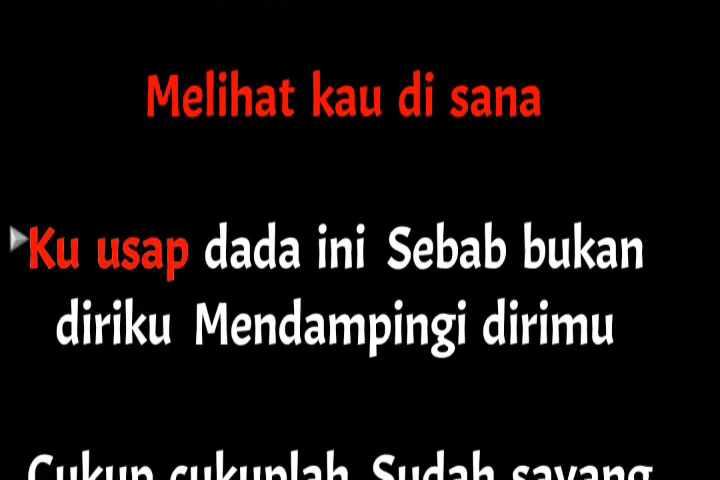 Melihat kau di sana
Ku usap dada ini Sebab bukan
diriku Mendampingi dirimu
Cukup cukuplah Sudah sayang